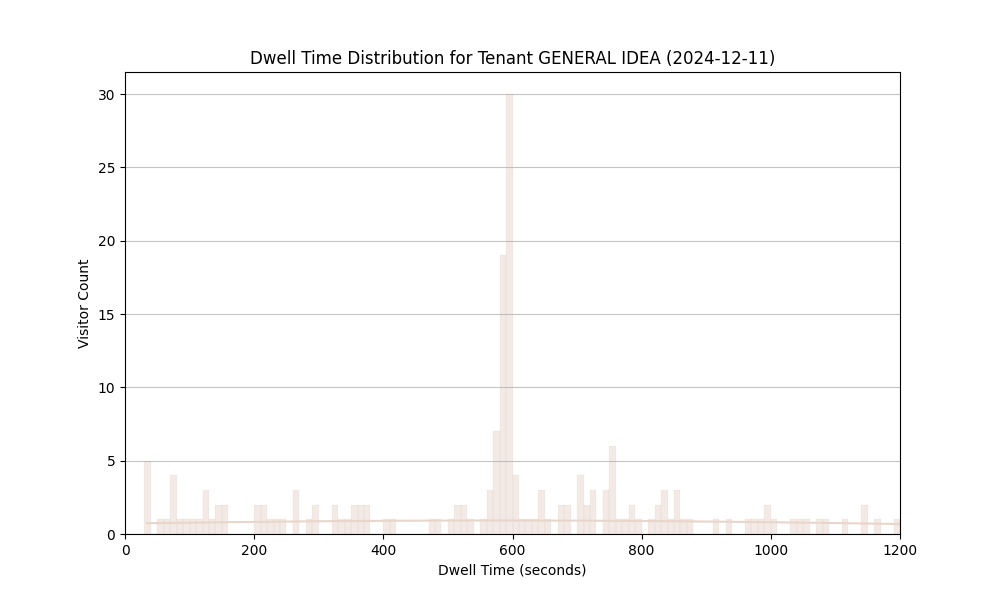 Dwell Time Distribution for Tenant GENERAL IDEA (2024-12-11)
30
25
20
15
10
5
0
Visitor Count
0 200 400 600 800 1000 1200
Dwell Time (seconds)